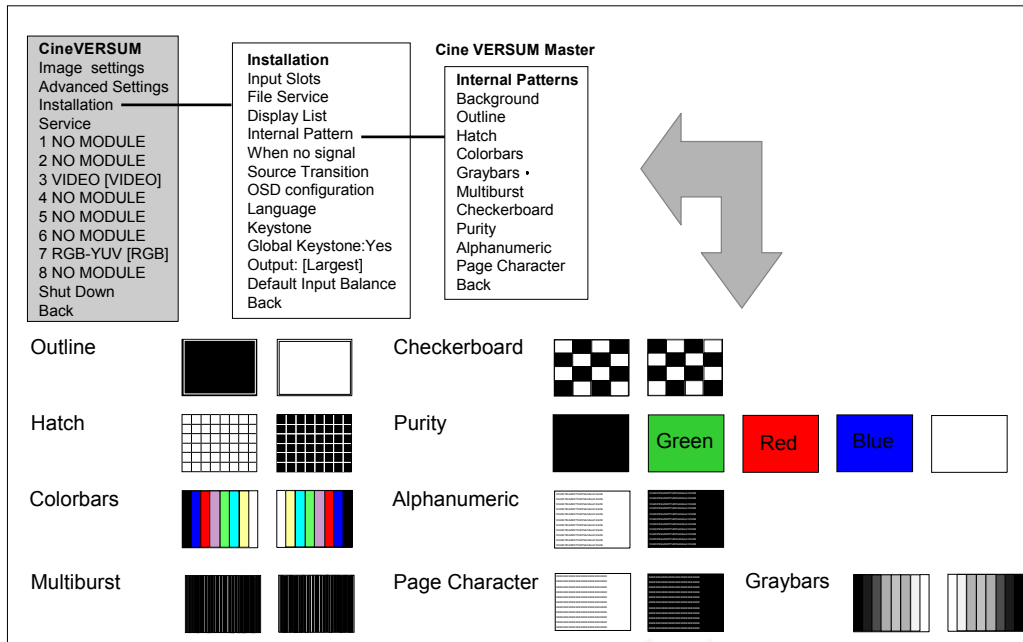 CineVERSUM
Image settings
Advanced Settings
Installation
Service
1 NO MODULE
2 NO MODULE
3 VIDEO [VIDEO]
4 NO MODULE
5 NO MODULE
6 NO MODULE
7 RGB-YUV [RGB]
8 NO MODULE
Shut Down
Back
Installation
Input Slots
File Service
Display List
Internal Pattern
When no signal
Source Transition
OSD configuration
Language
Keystone
Global Keystone:Yes
Output: [Largest]
Default Input Balance
Back
Cine VERSUM Master
Internal Patterns
Background
Outline
Hatch
Colorbars
Graybars
Multiburst
Checkerboard
Purity
Alphanumeric
Page Character
Back
Outline
Checkerboard
Hatch
Purity
Green
Red
Blue
Colorbars
Alphanumeric
Multiburst
Page Character
Graybars